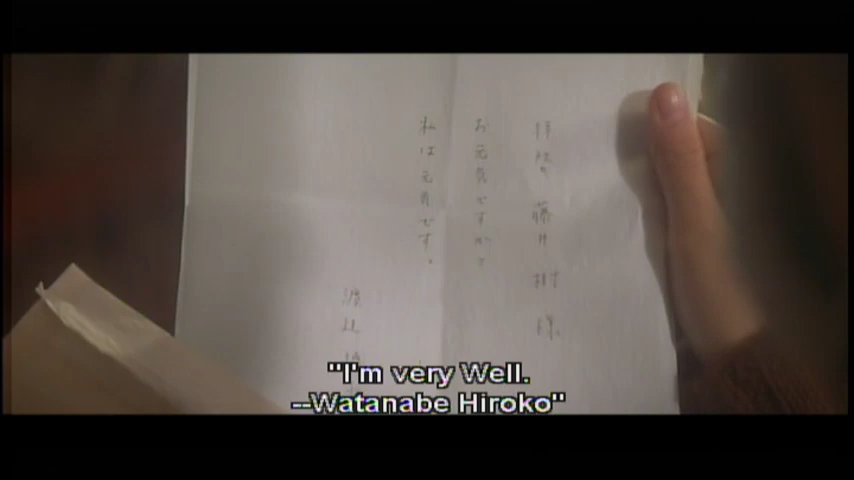 拝啓 藤井 樹 様
お元気ですか?
私は元気です。
渡辺 博
"I'm very Well.
--Watanabe Hiroko"